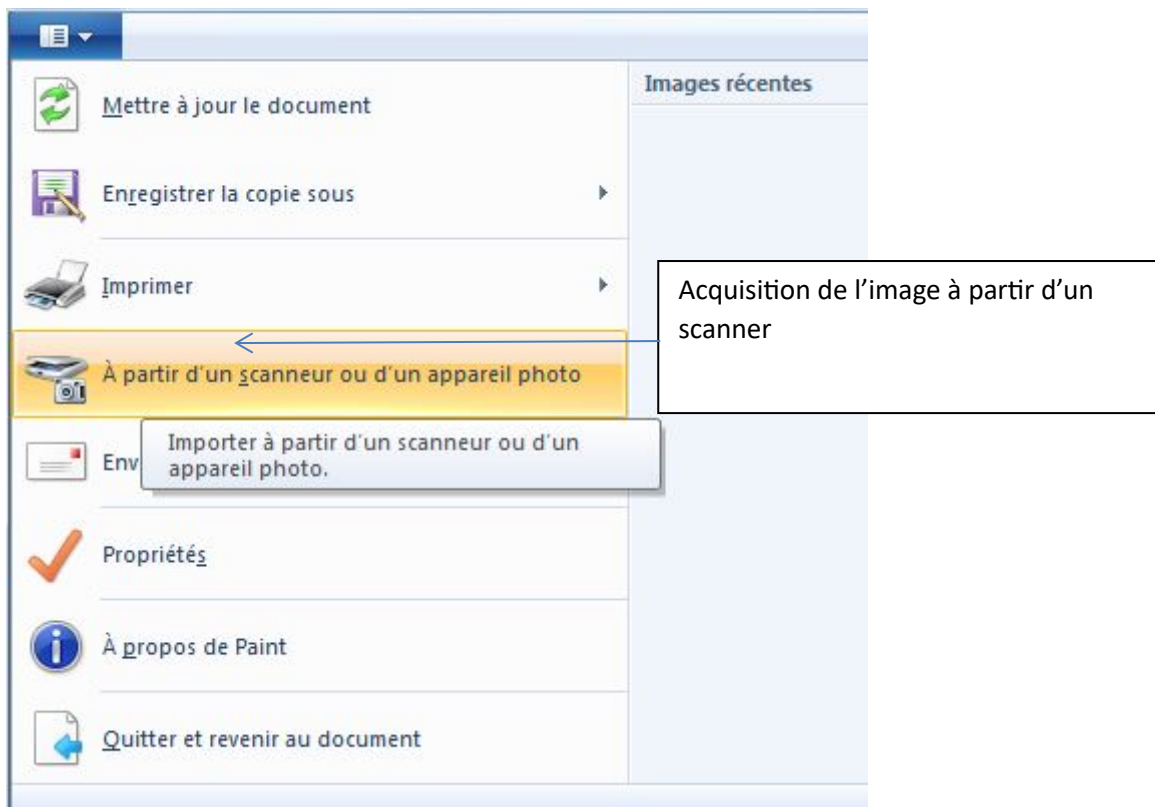 Images récentes
Mettre à jour le document
Enregistrer la copie sous
Imprimer
Acquisition de l’image à partir d’un
scanner
À partir d'un scanneur ou d'un appareil photo
Importer à partir d'un scanneur ou d'un
appareil photo.
Env
Propriétés
À propos de Paint
Quitter et revenir au document